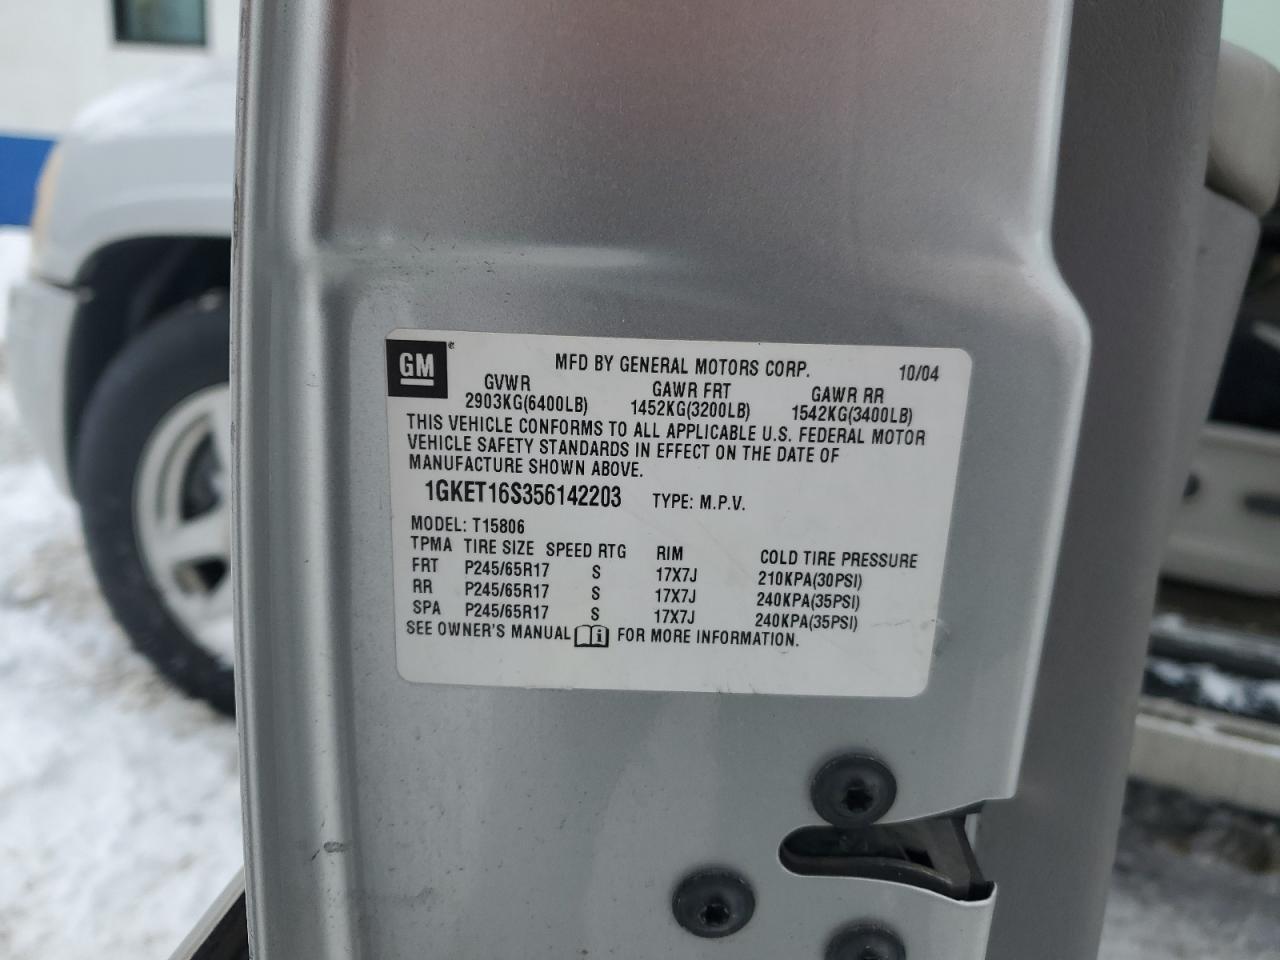 GM
MFD BY GENERAL MOTORS CORP. 10/04
GVWR GAWR FRT GAWR RR
2903KG(6400LB) 1452KG(3200LB) 1542KG(3400LB)
THIS VEHICLE CONFORMS TO ALL APPLICABLE U.S. FEDERAL MOTOR
VEHICLE SAFETY STANDARDS IN EFFECT ON THE DATE OF
MANUFACTURE SHOWN ABOVE.
1GKET16S356142203 TYPE: M.P.V.
MODEL: T15806
TPMA TIRE SIZE SPEED RTG RIM COLD TIRE PRESSURE
FRT P245/65R17 S 17X7J 210KPA(30PSI)
RR P245/65R17 S 17X7J 240KPA(35PSI)
SPA P245/65R17 S 17X7J 240KPA(35PSI)
SEE OWNER'S MANUAL FOR MORE INFORMATION.